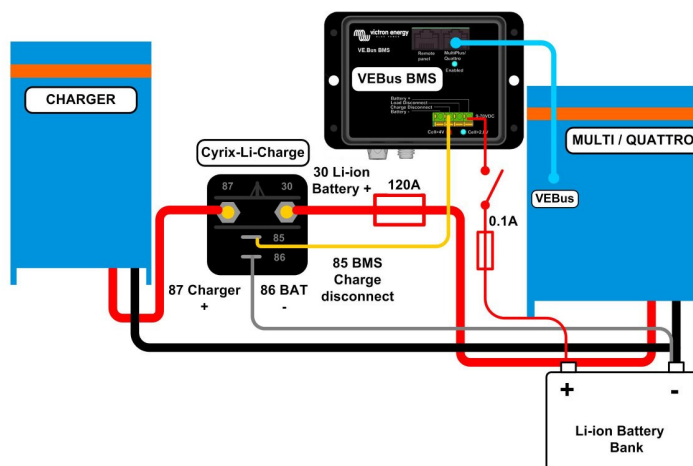 victron energy
VE.Bus BMS
Remote
panel
MultiPlus/
Quattro
Enabled
VEBus BMS
Battery +
Load Disconnect
Charge Disconnect
Battery -
CHARGER
MULTI / QUATTRO
Cyrix-Li-Charge
30 Li-ion
Battery +
120A
87
30
85
86
VEBus
0.1A
85 BMS
Charge
disconnect
87 Charger
+
86 BAT
-
+
-
Li-ion Battery
Bank